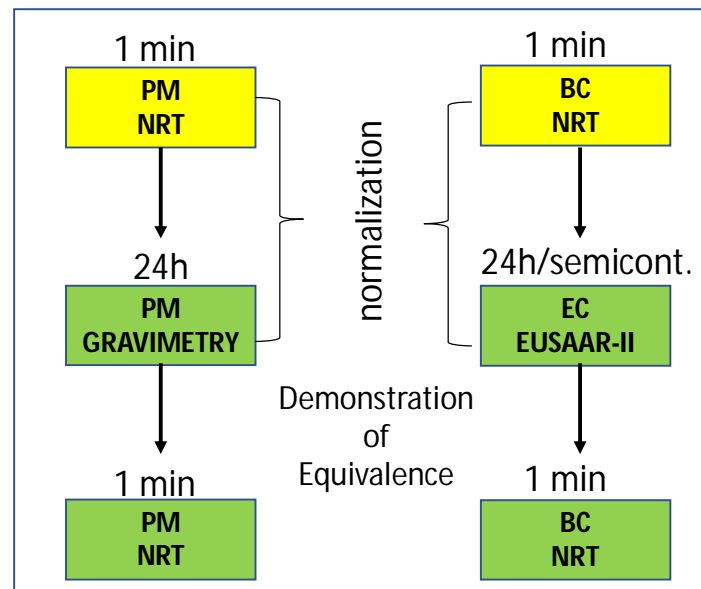 1 min
PM
NRT
24h
PM
GRAVIMETRY
1 min
PM
NRT
normalization
Demonstration
of
Equivalence
1 min
BC
NRT
24h/semicont.
EC
EUSAAR-II
1 min
BC
NRT